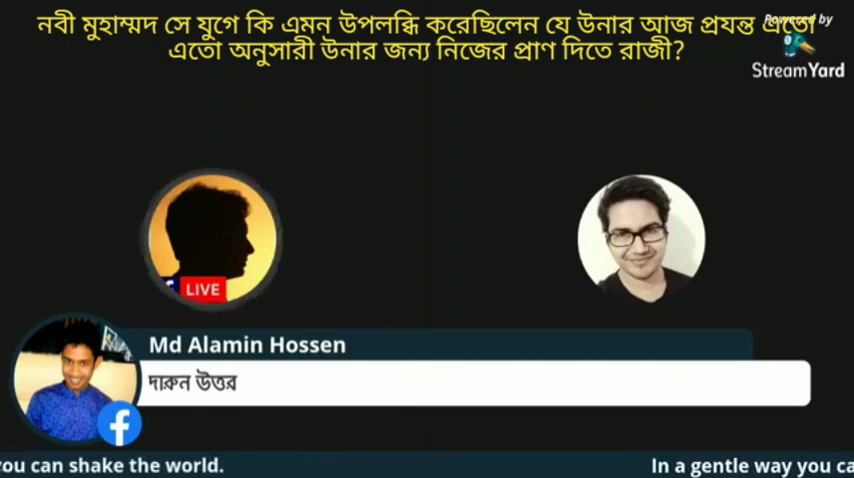 নবী মুহাম্মদ সে যুগে কি এমন উপলব্ধি করেছিলেন যে উনার আজ প্রযন্ত এতো
এতো অনুসারী উনার জন্য নিজের প্রাণ দিতে রাজী?
Powered by
StreamYard
LIVE
Md Alamin Hossen
দারুন উত্তর
you can shake the world.
In a gentle way you ca